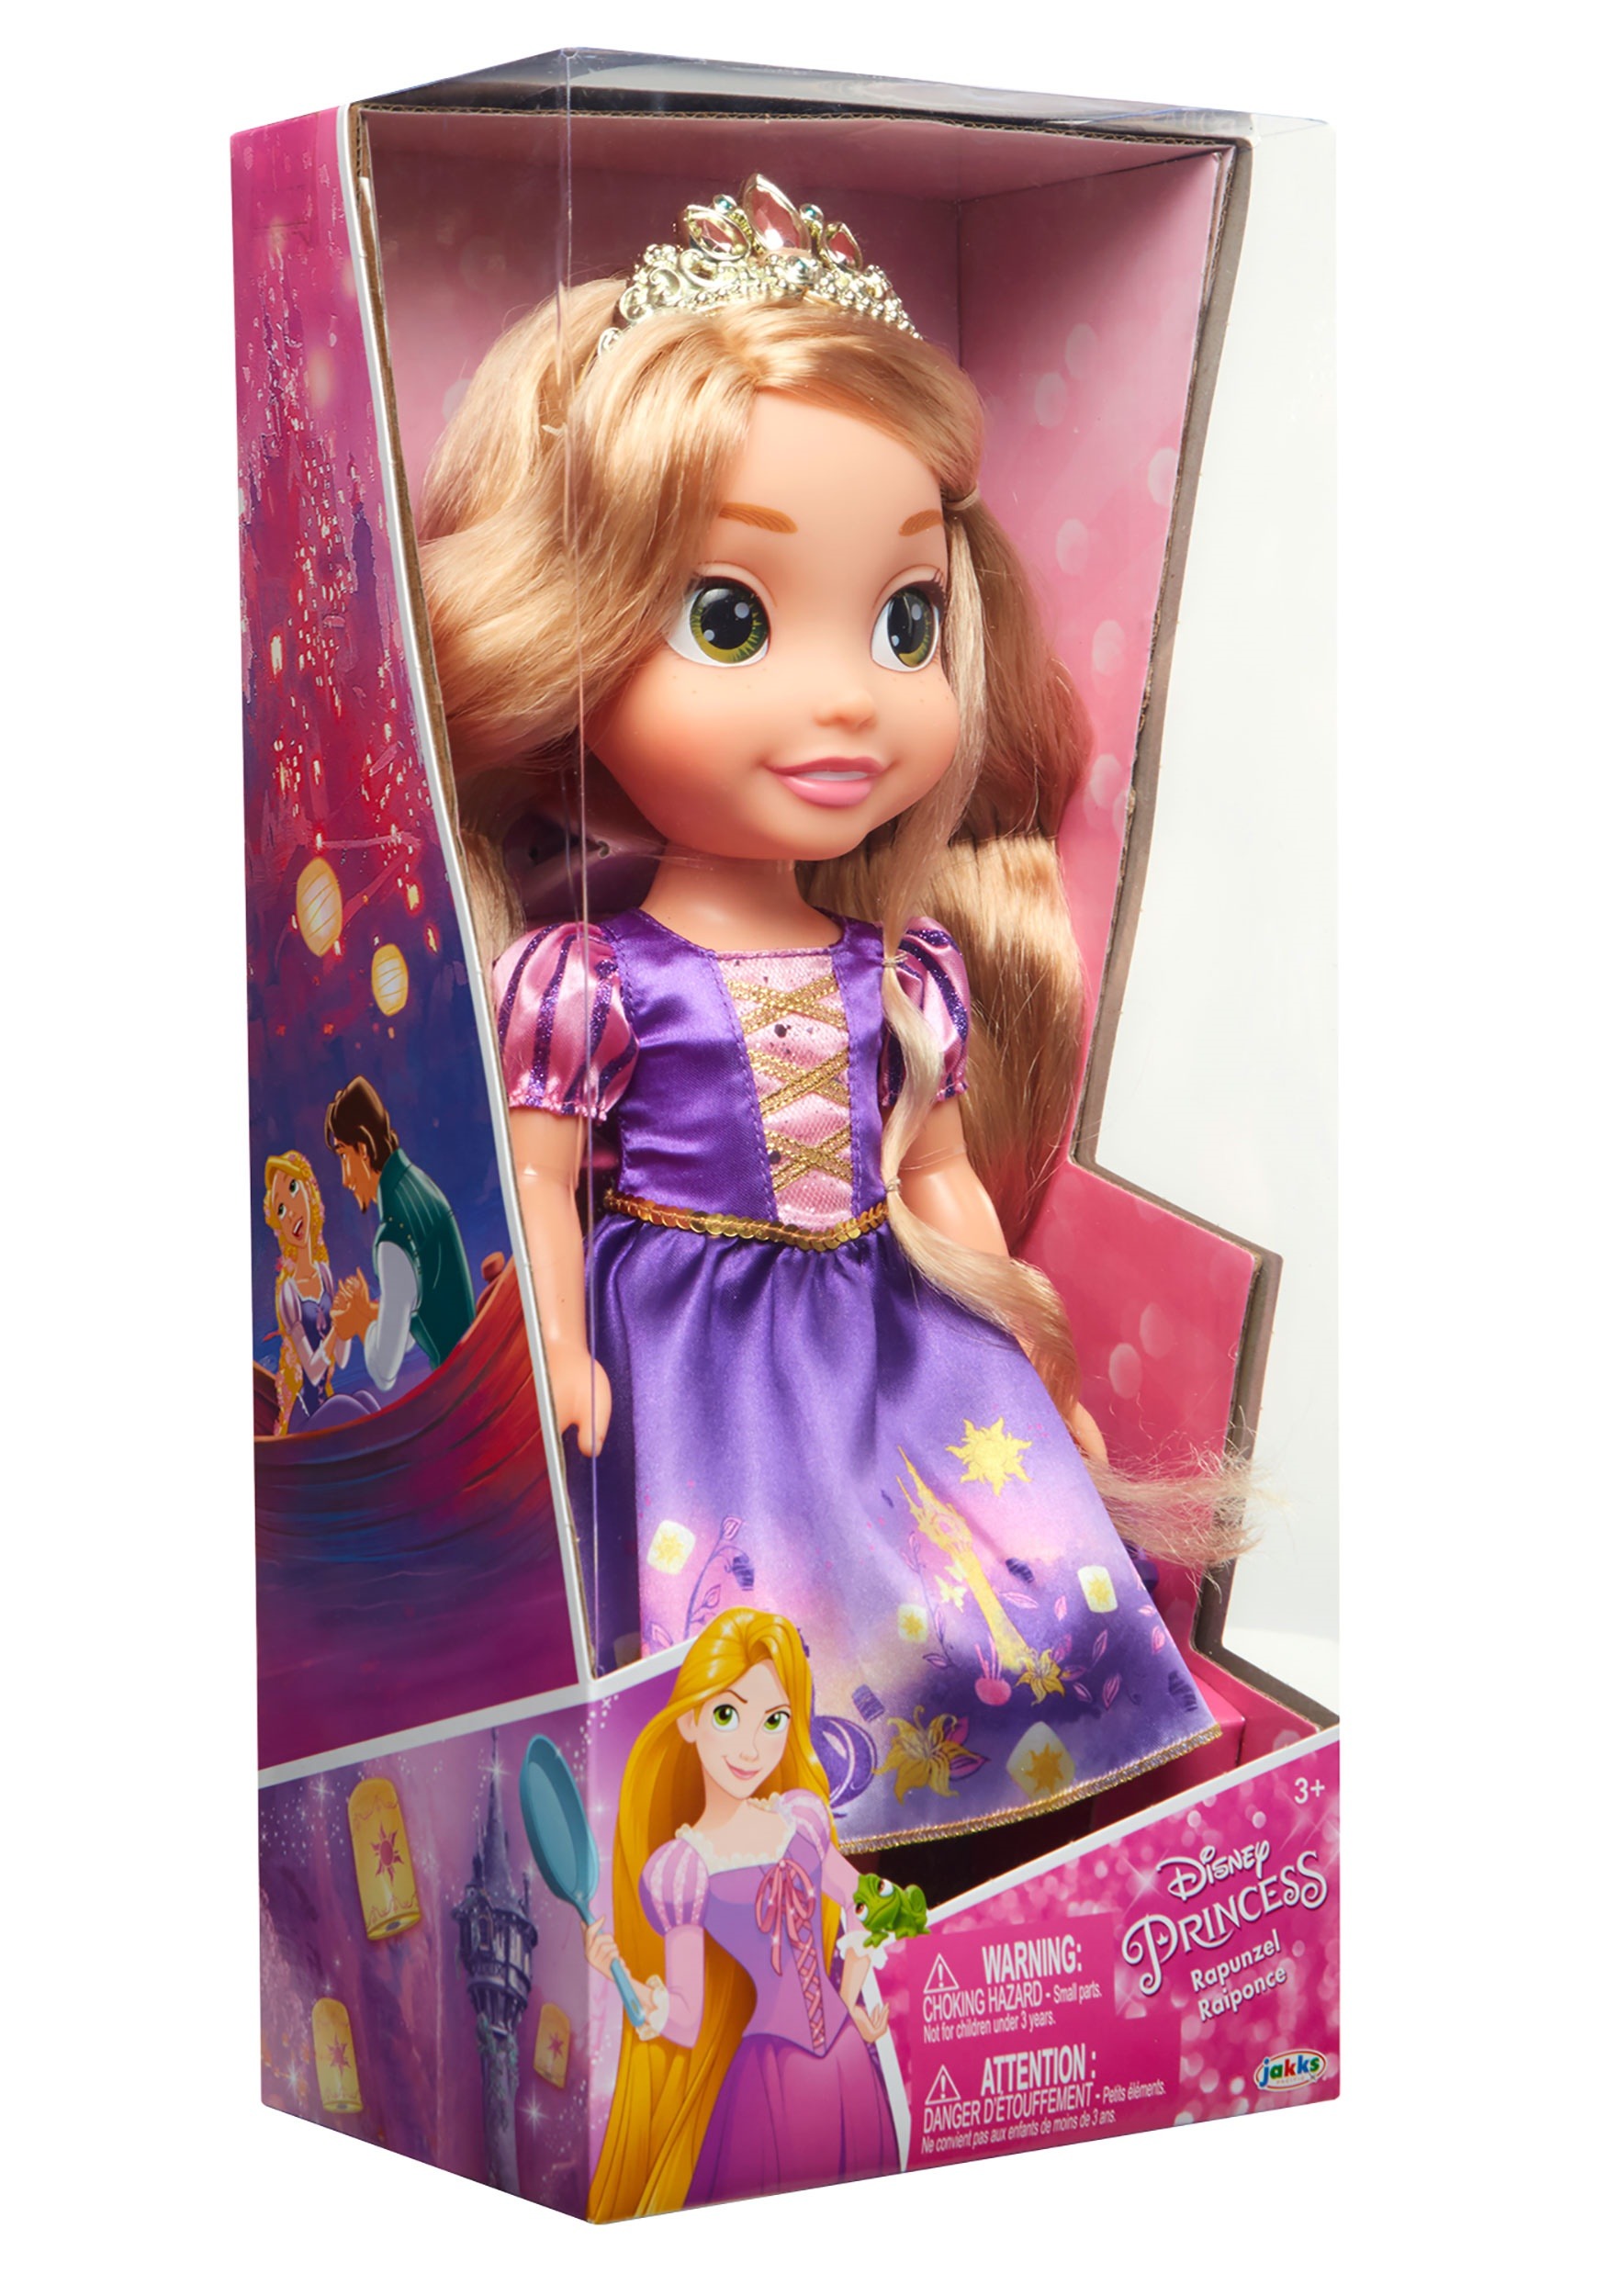 3+
Disney
PRINCESS
Rapunzel
Raiponce
WARNING:
CHOKING HAZARD - Small parts.
Not for children under 3 years.
ATTENTION :
DANGER D'ÉTOUFFEMENT - Petits éléments.
Ne convient pas aux enfants de moins de 3 ans.
jakks